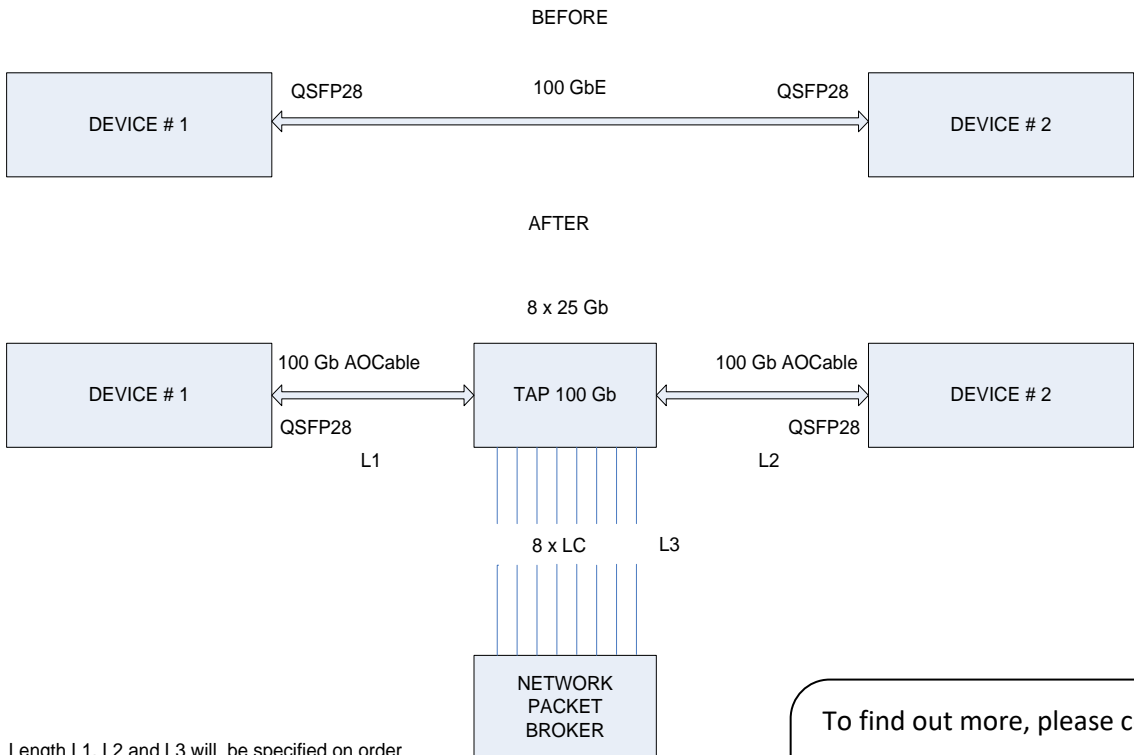 BEFORE
QSFP28
100 GbE
QSFP28
DEVICE # 1
DEVICE # 2
AFTER
8 x 25 Gb
100 Gb AOCable
100 Gb AOCable
DEVICE # 1
TAP 100 Gb
DEVICE # 2
QSFP28
QSFP28
L1
L2
8 x LC
L3
NETWORK
PACKET
BROKER
To find out more, please c
Length L1, L2 and L3 will be specified on order